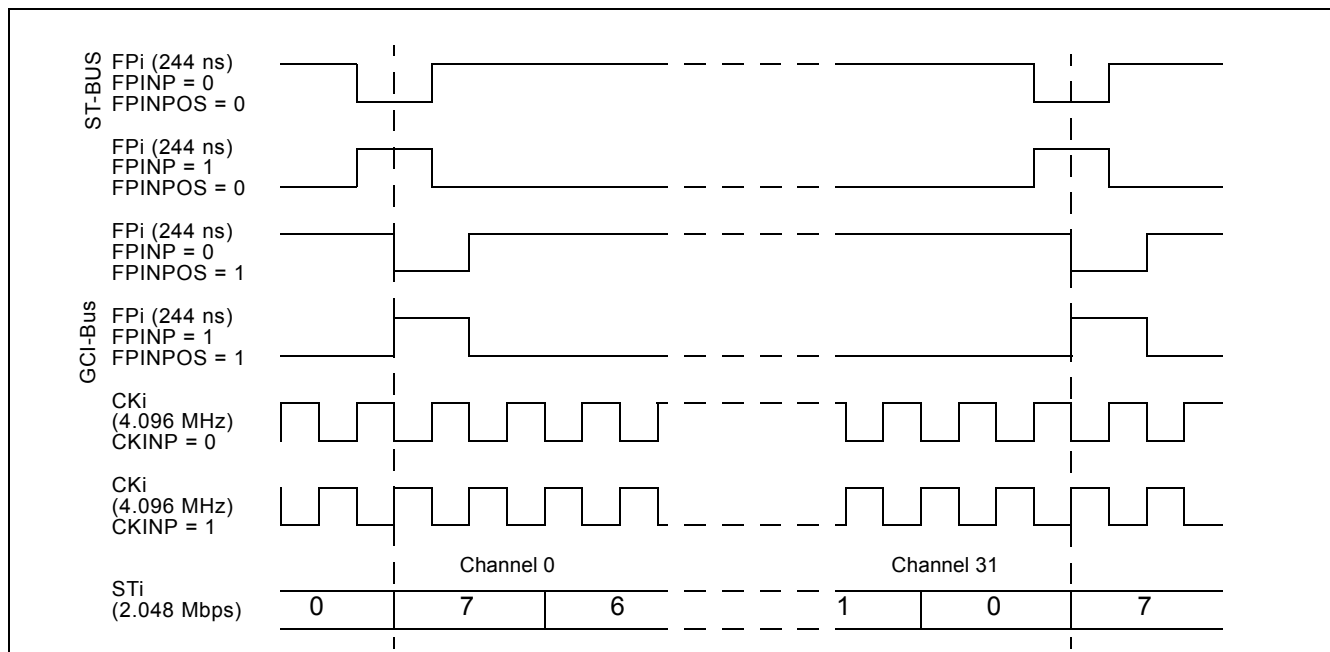 ST-BUS
FPi (244 ns)
FPINP = 0
FPINPOS = 0
FPi (244 ns)
FPINP = 1
FPINPOS = 0
FPi (244 ns)
FPINP = 0
FPINPOS = 1
GCI-Bus
FPi (244 ns)
FPINP = 1
FPINPOS = 1
CKi
(4.096 MHz)
CKINP = 0
CKi
(4.096 MHz)
CKINP = 1
Channel 0 Channel 31
STi
(2.048 Mbps)
0 7 6 1 0 7